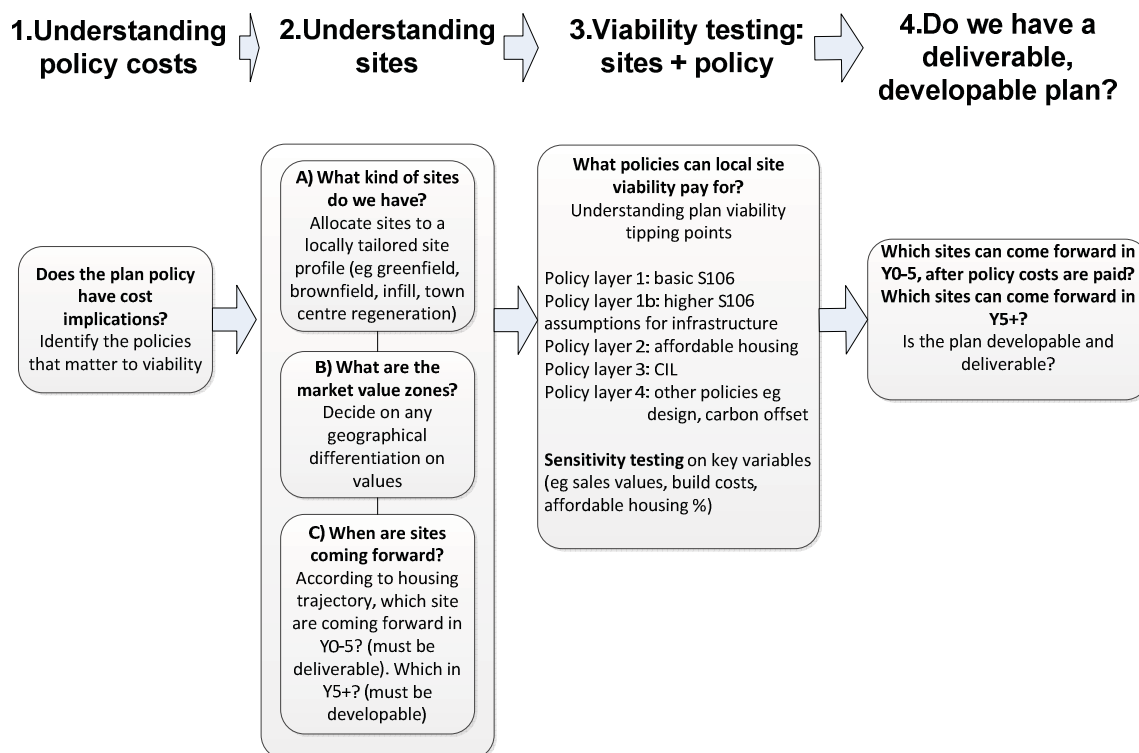 1.Understanding
policy costs
2.Understanding
sites
3.Viability testing:
sites + policy
4.Do we have a
deliverable,
developable plan?
Does the plan policy
have cost
implications?
Identify the policies
that matter to viability
A) What kind of sites
do we have?
Allocate sites to a
locally tailored site
profile (eg greenfield,
brownfield, infill, town
centre regeneration)
B) What are the
market value zones?
Decide on any
geographical
differentiation on
values
C) When are sites
coming forward?
According to housing
trajectory, which site
are coming forward in
Y0-5? (must be
deliverable). Which in
Y5+? (must be
developable)
What policies can local site
viability pay for?
Understanding plan viability
tipping points
Policy layer 1: basic S106
Policy layer 1b: higher S106
assumptions for infrastructure
Policy layer 2: affordable housing
Policy layer 3: CIL
Policy layer 4: other policies eg
design, carbon offset
Sensitivity testing on key variables
(eg sales values, build costs,
affordable housing %)
Which sites can come forward in
Y0-5, after policy costs are paid?
Which sites can come forward in
Y5+?
Is the plan developable and
deliverable?